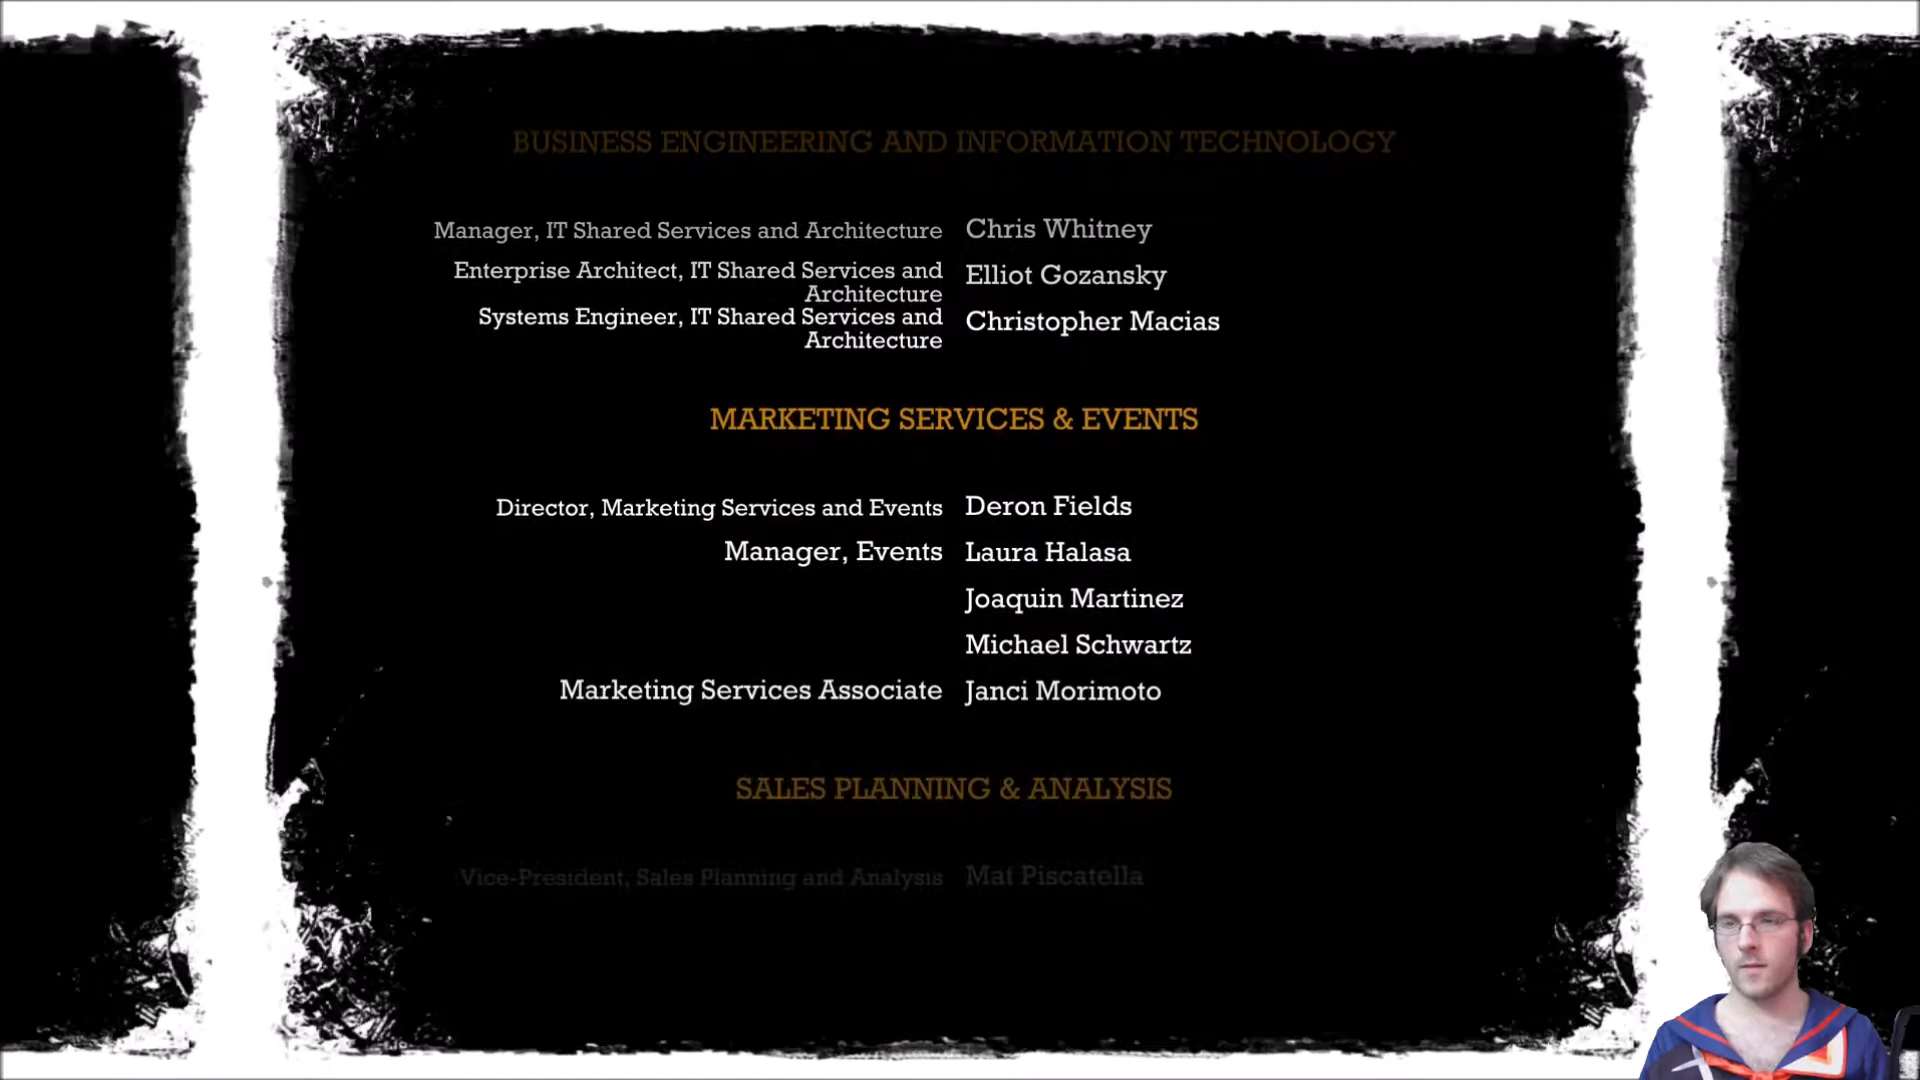 BUSINESS ENGINEERING AND INFORMATION TECHNOLOGY
Manager, IT Shared Services and Architecture Chris Whitney
Enterprise Architect, IT Shared Services and Architecture Elliot Gozansky
Systems Engineer, IT Shared Services and Architecture Christopher Macias
MARKETING SERVICES & EVENTS
Director, Marketing Services and Events Deron Fields
Manager, Events Laura Halasa
Joaquin Martinez
Michael Schwartz
Marketing Services Associate Janci Morimoto
SALES PLANNING & ANALYSIS
Vice-President, Sales Planning and Analysis Mat Piscatella